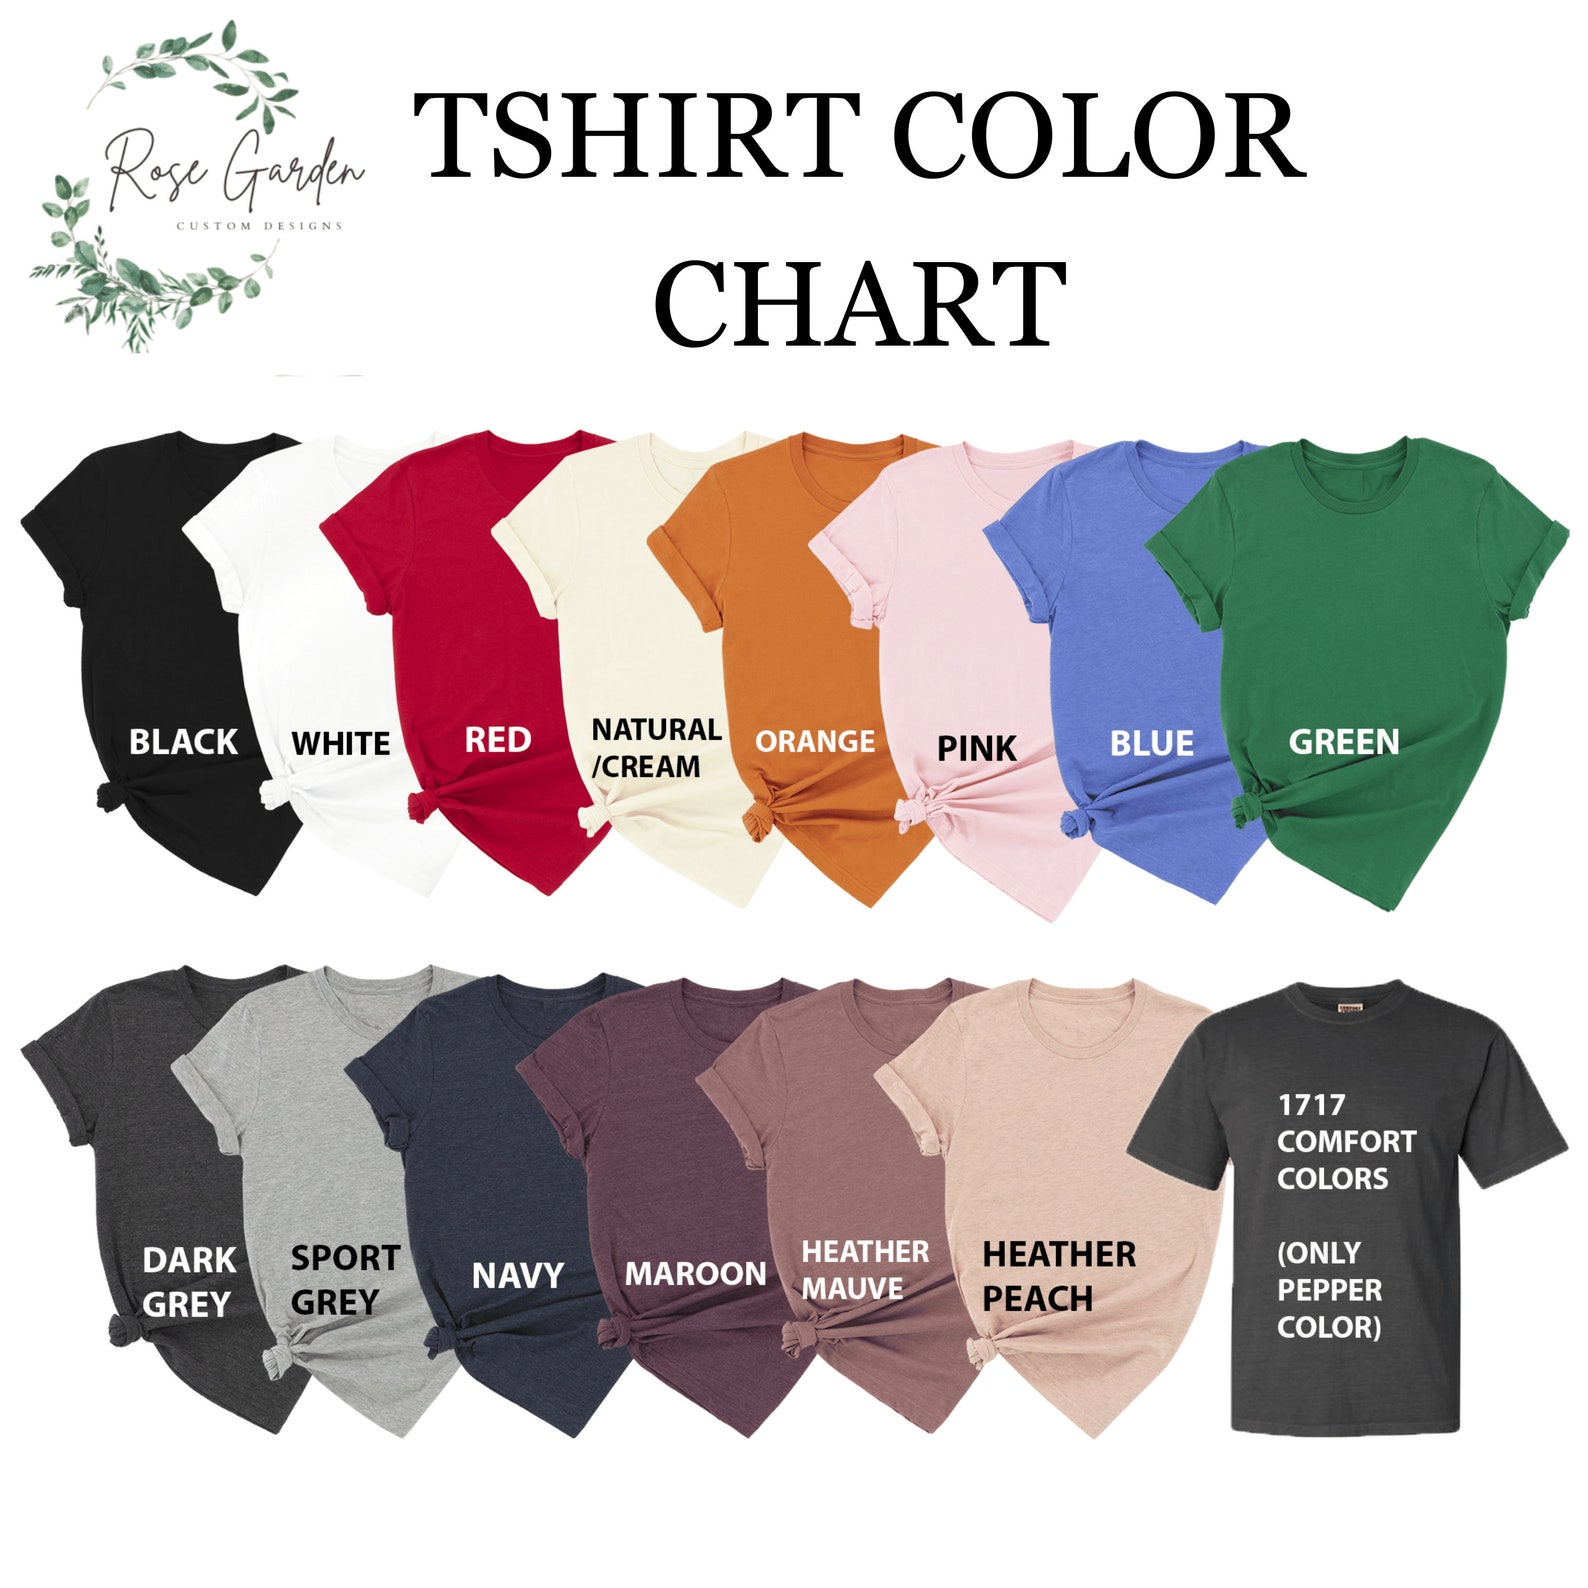 Rose Garden
CUSTOM DESIGNS
TSHIRT COLOR
CHART
BLACK
WHITE
RED
NATURAL
/CREAM
ORANGE
PINK
BLUE
GREEN
DARK
GREY
SPORT
GREY
NAVY
MAROON
HEATHER
MAUVE
HEATHER
PEACH
1717
COMFORT
COLORS
(ONLY
PEPPER
COLOR)